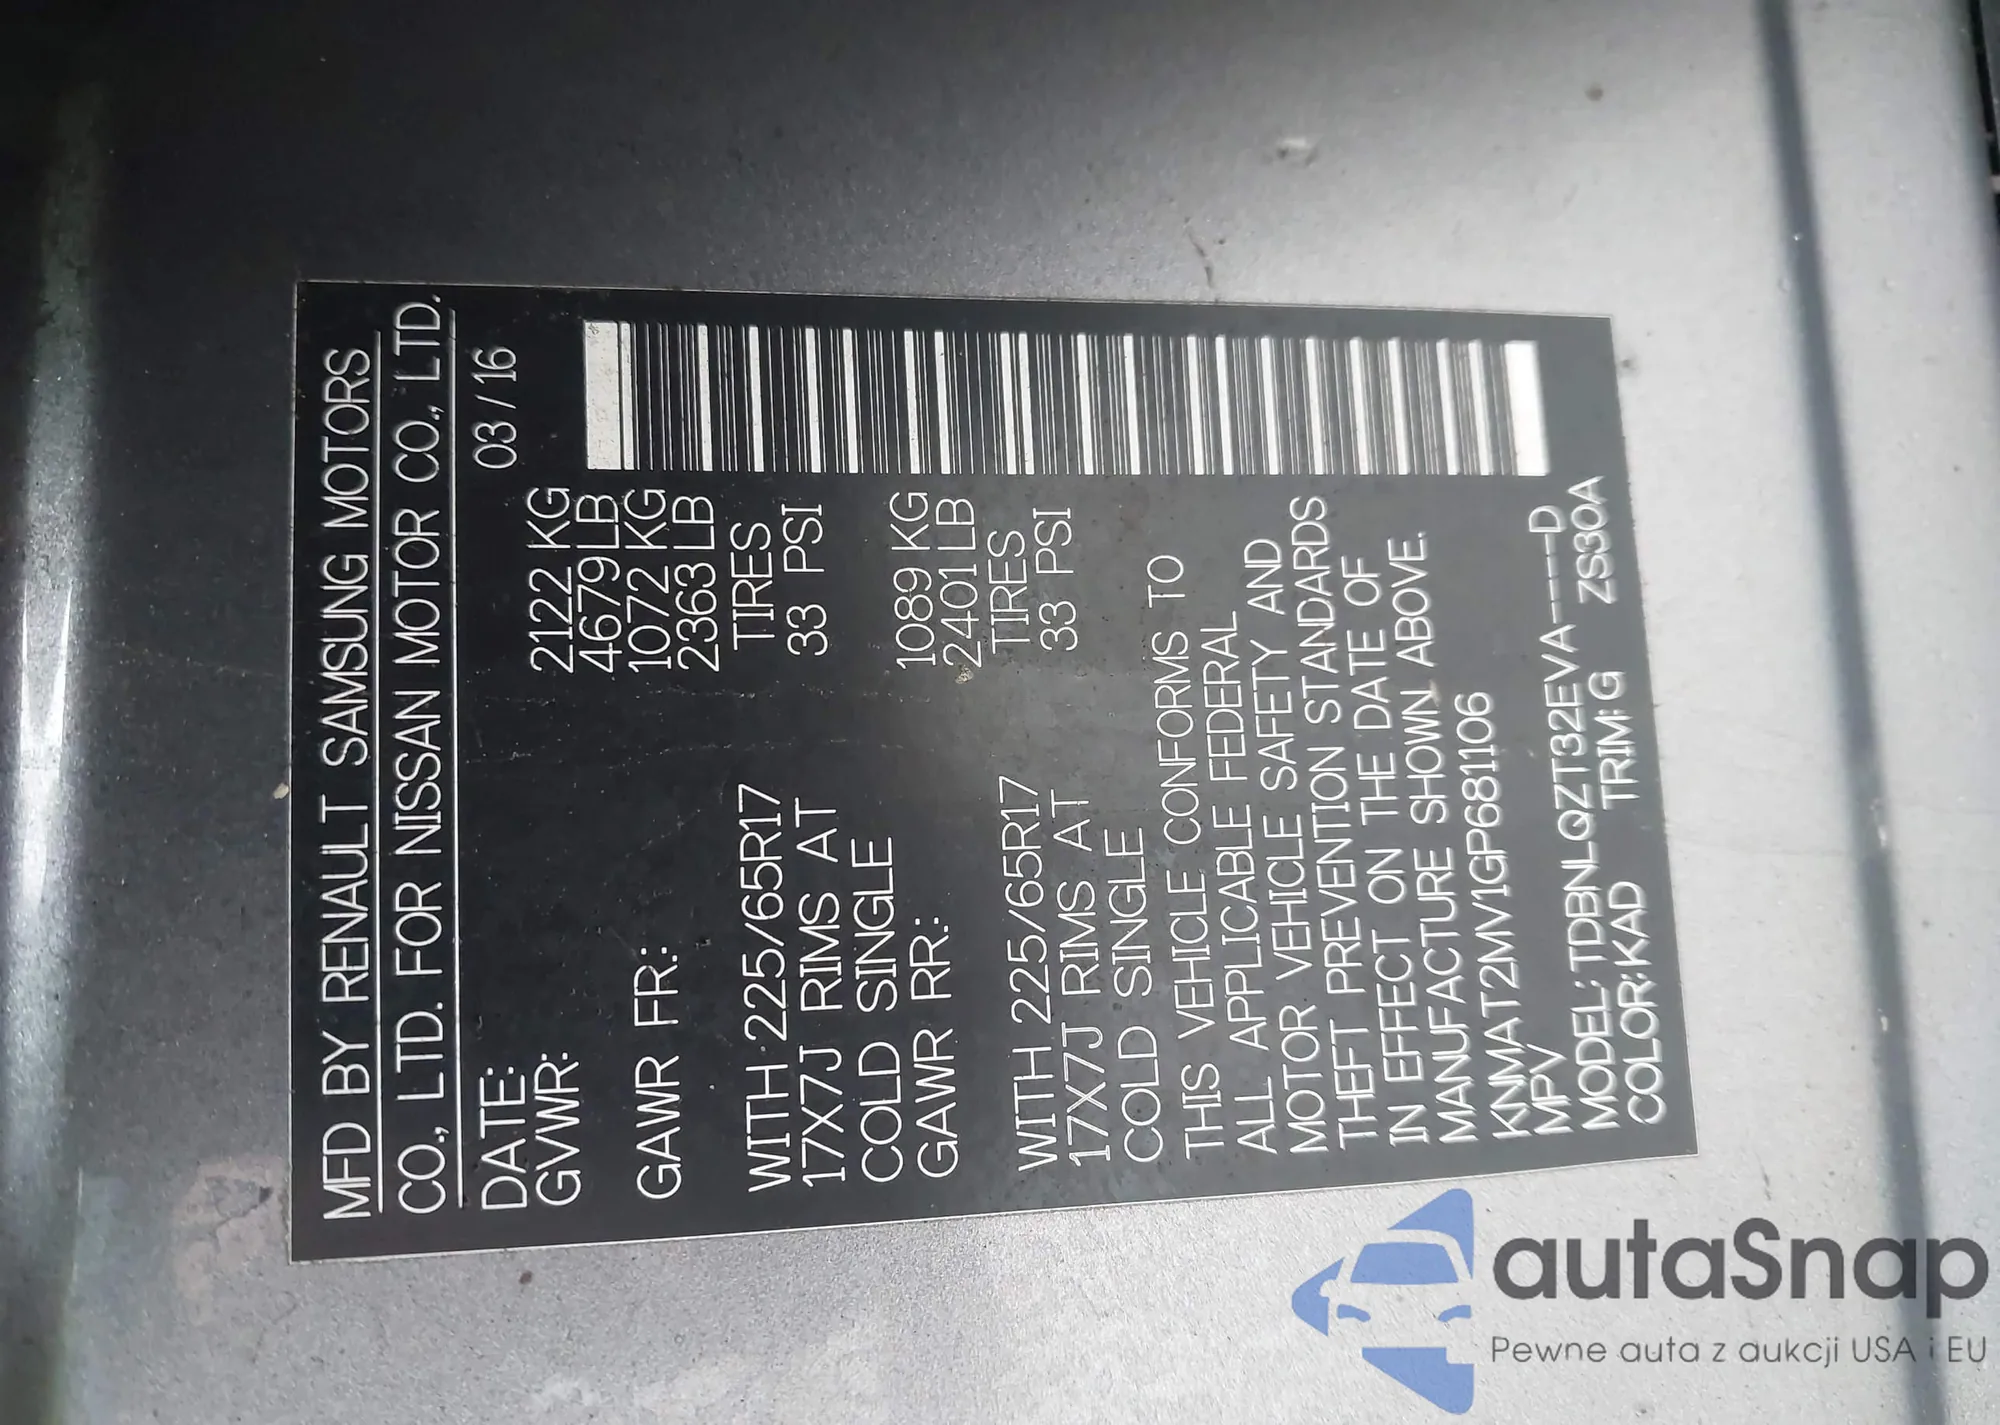 MFD BY RENAULT SAMSUNG MOTORS
CO., LTD. FOR NISSAN MOTOR CO., LTD.
DATE: 03 / 16
GVWR: 2122 KG
4679 LB
GAWR FR: 1072 KG
2363 LB
WITH 225/65R17 TIRES
17X7J RIMS AT 33 PSI
COLD SINGLE
GAWR RR: 1089 KG
2401 LB
WITH 225/65R17 TIRES
17X7J RIMS AT 33 PSI
COLD SINGLE
THIS VEHICLE CONFORMS TO
ALL APPLICABLE FEDERAL
MOTOR VEHICLE SAFETY AND
THEFT PREVENTION STANDARDS
IN EFFECT ON THE DATE OF
MANUFACTURE SHOWN ABOVE.
KNMAT2MV1GP681106
MPV
MODEL: TDBNLQZT32EVA----D
COLOR: KAD TRIM: G ZS30A
autaSnap
Pewne auta z aukcji USA i EU